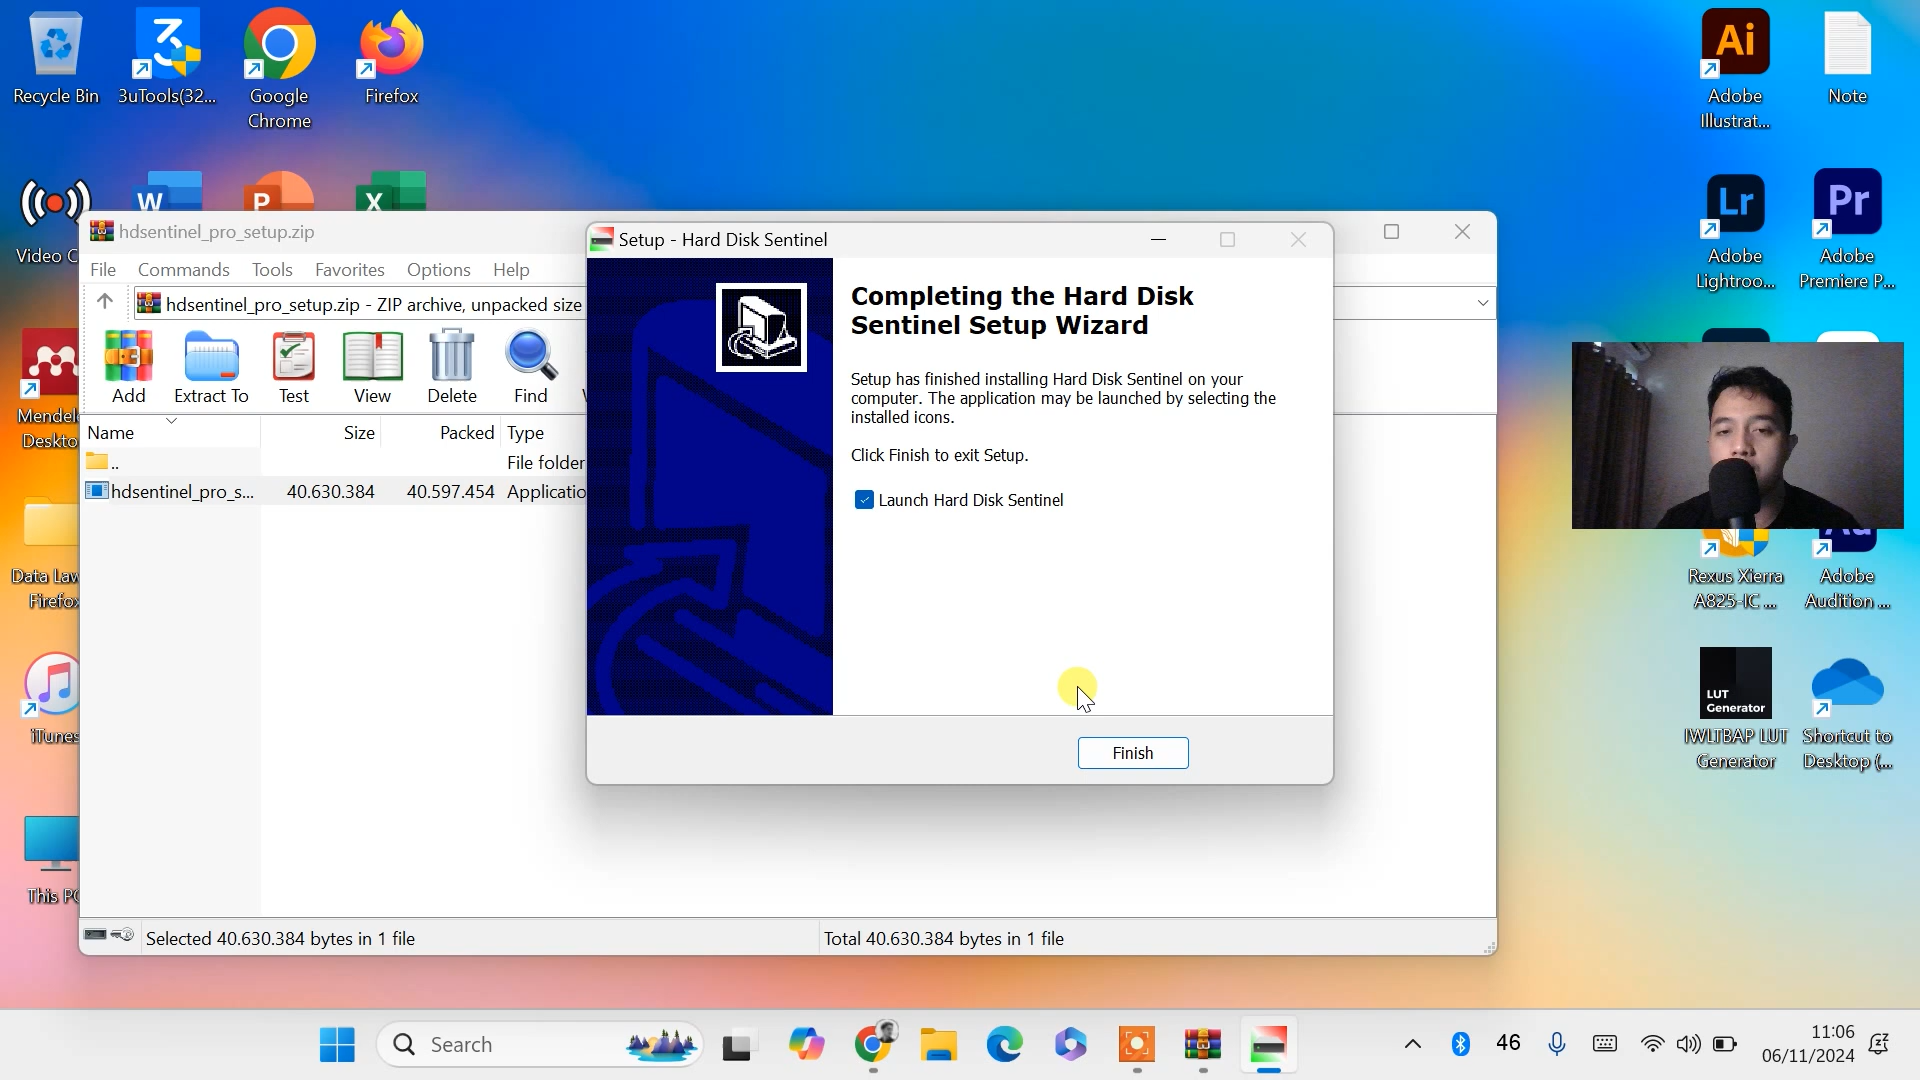 Recycle Bin
3uTools(32...
Google
Chrome
Firefox
Ai
Adobe
Illustrat...
Note
W
P
X
Video C
Lr
Adobe
Lightroo...
Pr
Adobe
Premiere P...
hdsentinel_pro_setup.zip
File
Commands
Tools
Favorites
Options
Help
hdsentinel_pro_setup.zip - ZIP archive, unpacked size
Add
Extract To
Test
View
Delete
Find
Name
Size
Packed
Type
..
File folder
hdsentinel_pro_s...
40.630.384
40.597.454
Applicatio
Selected 40.630.384 bytes in 1 file
Total 40.630.384 bytes in 1 file
Setup - Hard Disk Sentinel
Completing the Hard Disk
Sentinel Setup Wizard
Setup has finished installing Hard Disk Sentinel on your
computer. The application may be launched by selecting the
installed icons.
Click Finish to exit Setup.
Launch Hard Disk Sentinel
Finish
Mendel
Deskto
Data Law
Firefox
iTunes
This PC
Rexus Xierra
A825-IC ...
Adobe
Audition ...
LUT
Generator
IWLTBAP LUT
Generator
Shortcut to
Desktop (...
Search
46
11:06
06/11/2024